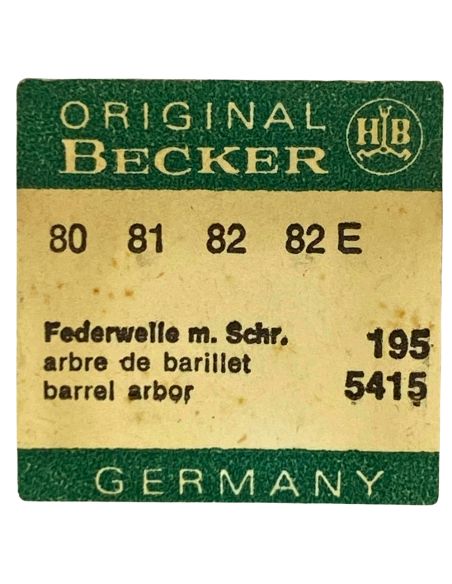 ORIGINAL
BECKER
HB
80 81 82 82 E
Federwelle m. Schr. 195
arbre de barillet
barrel arbor 5415
GERMANY